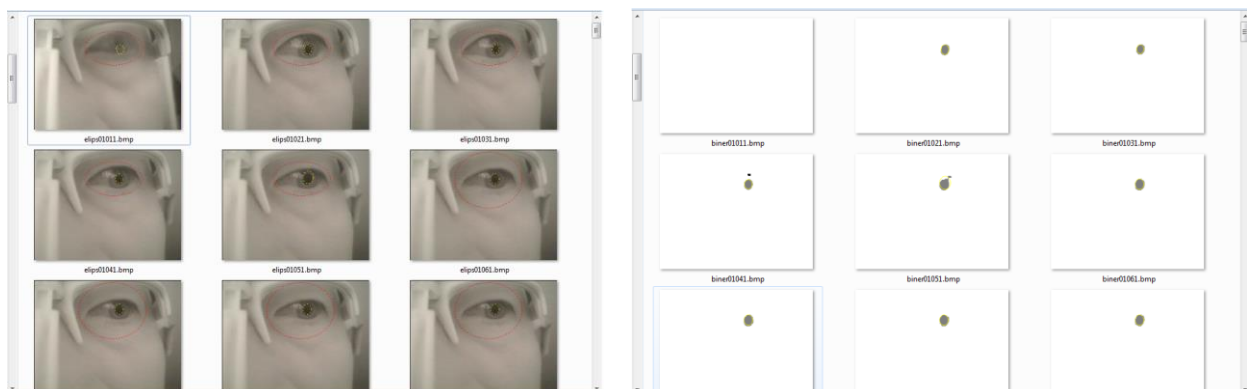 elips01011.bmp
elips01021.bmp
elips01031.bmp
elips01041.bmp
elips01051.bmp
elips01061.bmp
biner01011.bmp
biner01021.bmp
biner01031.bmp
biner01041.bmp
biner01051.bmp
biner01061.bmp